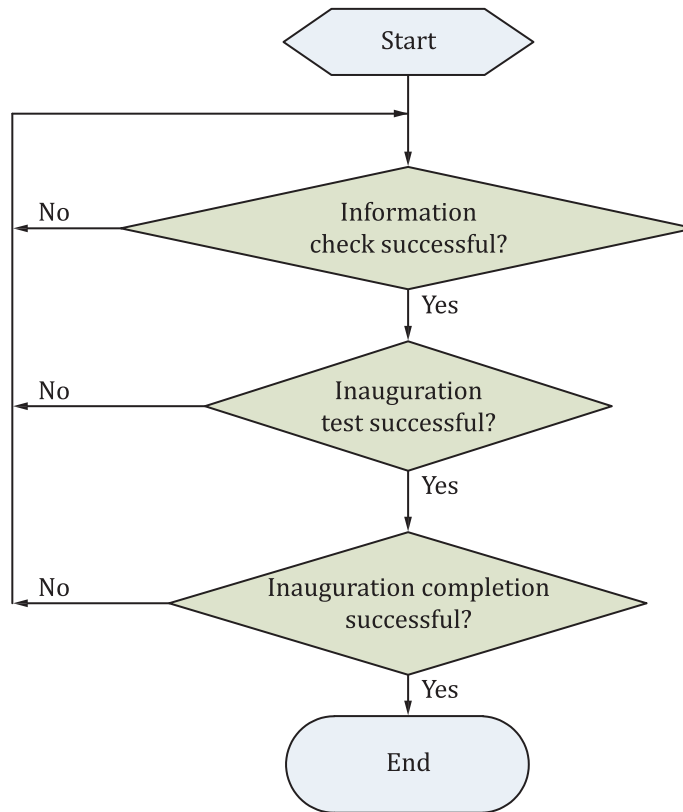 Start
No
Information
check successful?
Yes
No
Inauguration
test successful?
Yes
No
Inauguration completion
successful?
Yes
End